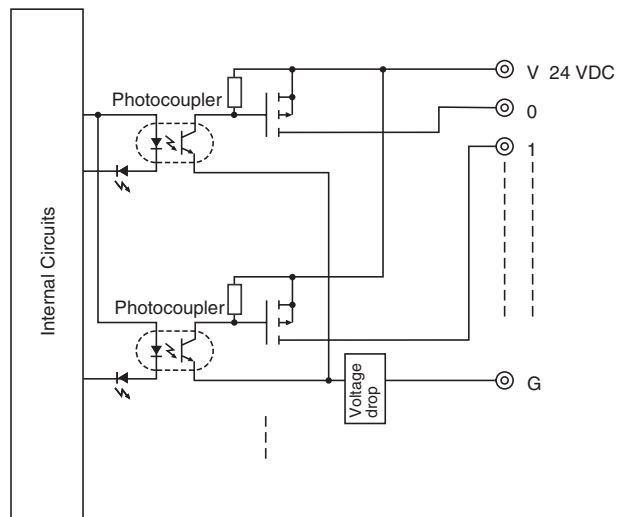 V 24 VDC
Photocoupler
0
1
Internal Circuits
Photocoupler
Voltage
drop
G